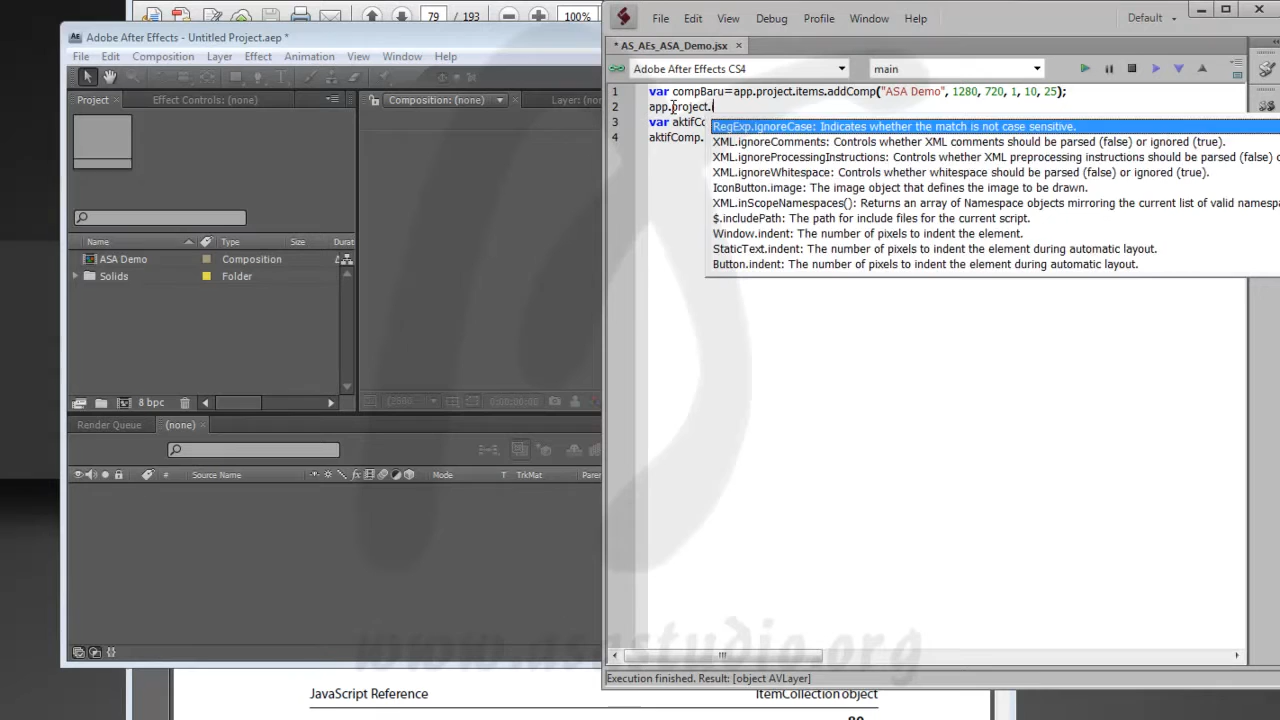 79 / 193 100%
Adobe After Effects - Untitled Project.aep *
File Edit Composition Layer Effect Animation View Window Help
Project Effect Controls: (none) Composition: (none) Layer: (none)
Name Type Size
ASA Demo Composition
Solids Folder
8 bpc
Render Queue (none)
# Source Name Mode T TrkMat
File Edit View Debug Profile Window Help
Default
* AS_AEs_ASA_Demo.jsx
Adobe After Effects CS4 main
1 var compBaru=app.project.items.addComp("ASA Demo", 1280, 720, 1, 10, 25);
2 app.project.i
3 var aktifCo
4 aktifComp.
RegExp.ignoreCase: Indicates whether the match is not case sensitive.
XML.ignoreComments: Controls whether XML comments should be parsed (false) or ignored (true).
XML.ignoreProcessingInstructions: Controls whether XML preprocessing instructions should be parsed (false) o
XML.ignoreWhitespace: Controls whether whitespace should be parsed (false) or ignored (true).
IconButton.image: The image object that defines the image to be drawn.
XML.inScopeNamespaces(): Returns an array of Namespace objects mirroring the current list of valid namespa
$.includePath: The path for include files for the current script.
Window.indent: The number of pixels to indent the element.
StaticText.indent: The number of pixels to indent the element during automatic layout.
Button.indent: The number of pixels to indent the element during automatic layout.
Execution finished. Result: [object AVLayer]
www.asastudio.org
JavaScript Reference ItemCollection object
80